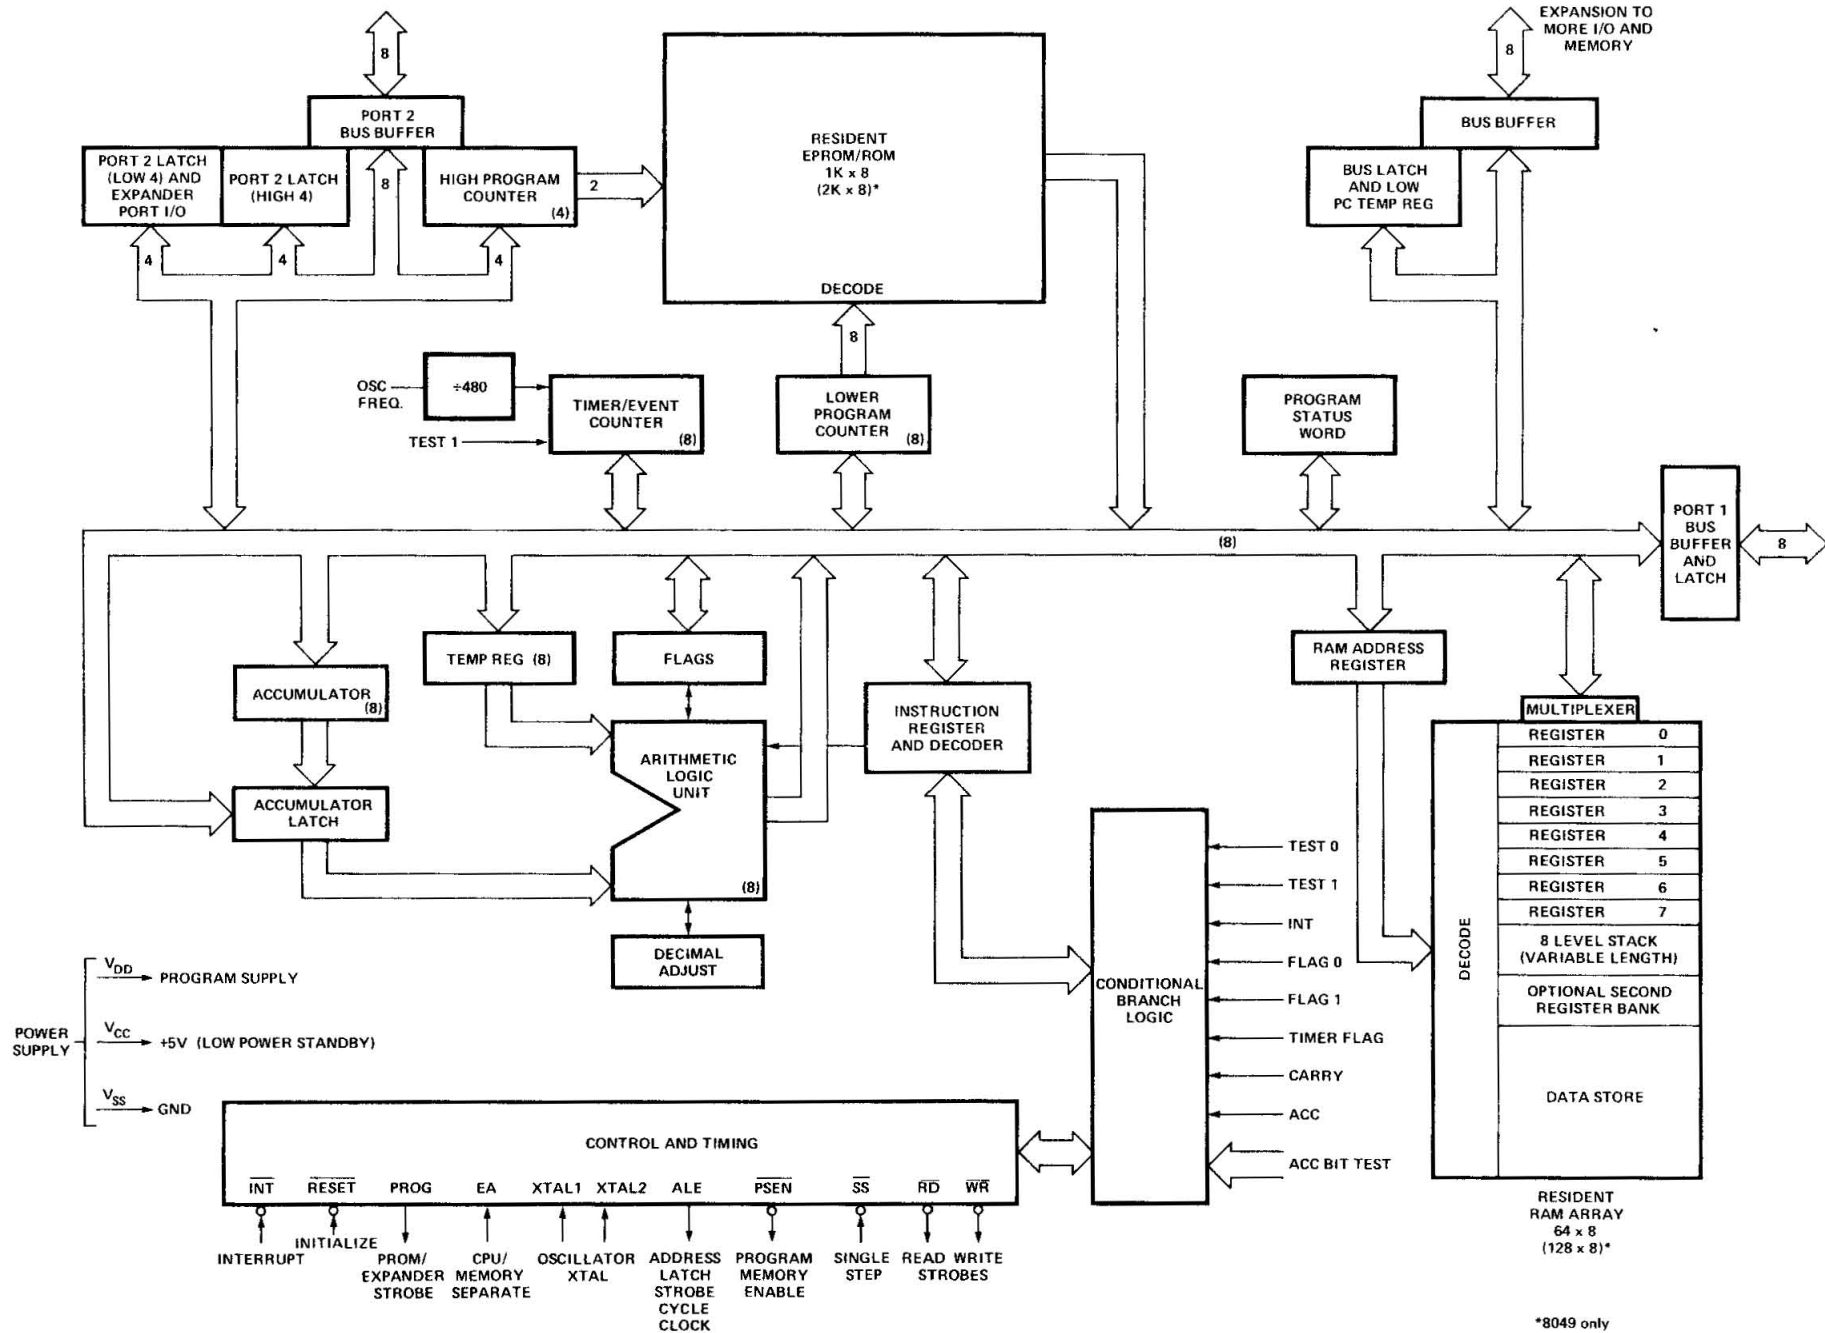 EXPANSION TO
MORE I/O AND
MEMORY
8
8
PORT 2
BUS BUFFER
BUS BUFFER
PORT 2 LATCH
(LOW 4) AND
EXPANDER
PORT I/O
PORT 2 LATCH
(HIGH 4)
8
HIGH PROGRAM
COUNTER
(4)
2
RESIDENT
EPROM/ROM
1K x 8
(2K x 8)*
DECODE
BUS LATCH
AND LOW
PC TEMP REG
4
4
4
8
OSC
FREQ.
÷480
TEST 1
TIMER/EVENT
COUNTER
(8)
LOWER
PROGRAM
COUNTER
(8)
PROGRAM
STATUS
WORD
PORT 1
BUS
BUFFER
AND
LATCH
8
(8)
ACCUMULATOR
(8)
TEMP REG (8)
FLAGS
INSTRUCTION
REGISTER
AND DECODER
RAM ADDRESS
REGISTER
ACCUMULATOR
LATCH
ARITHMETIC
LOGIC
UNIT
(8)
DECIMAL
ADJUST
MULTIPLEXER
REGISTER 0
REGISTER 1
REGISTER 2
REGISTER 3
REGISTER 4
REGISTER 5
REGISTER 6
REGISTER 7
8 LEVEL STACK
(VARIABLE LENGTH)
OPTIONAL SECOND
REGISTER BANK
DATA STORE
DECODE
RESIDENT
RAM ARRAY
64 x 8
(128 x 8)*
CONDITIONAL
BRANCH
LOGIC
TEST 0
TEST 1
INT
FLAG 0
FLAG 1
TIMER FLAG
CARRY
ACC
ACC BIT TEST
POWER
SUPPLY
VDD
PROGRAM SUPPLY
VCC
+5V (LOW POWER STANDBY)
VSS
GND
CONTROL AND TIMING
INT RESET PROG EA XTAL1 XTAL2 ALE PSEN SS RD WR
INTERRUPT
INITIALIZE
PROM/
EXPANDER
STROBE
CPU/
MEMORY
SEPARATE
OSCILLATOR
XTAL
ADDRESS
LATCH
STROBE
CYCLE
CLOCK
PROGRAM
MEMORY
ENABLE
SINGLE
STEP
READ WRITE
STROBES
*8049 only